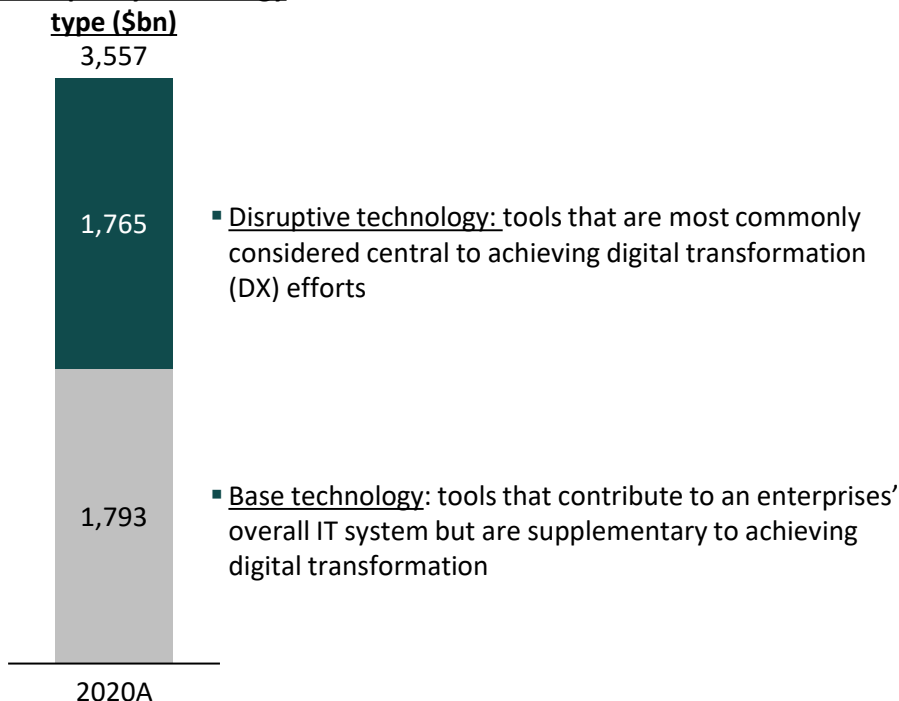 type ($bn)
3,557
1,765
▪ Disruptive technology: tools that are most commonly
considered central to achieving digital transformation
(DX) efforts
1,793
▪ Base technology: tools that contribute to an enterprises’
overall IT system but are supplementary to achieving
digital transformation
2020A